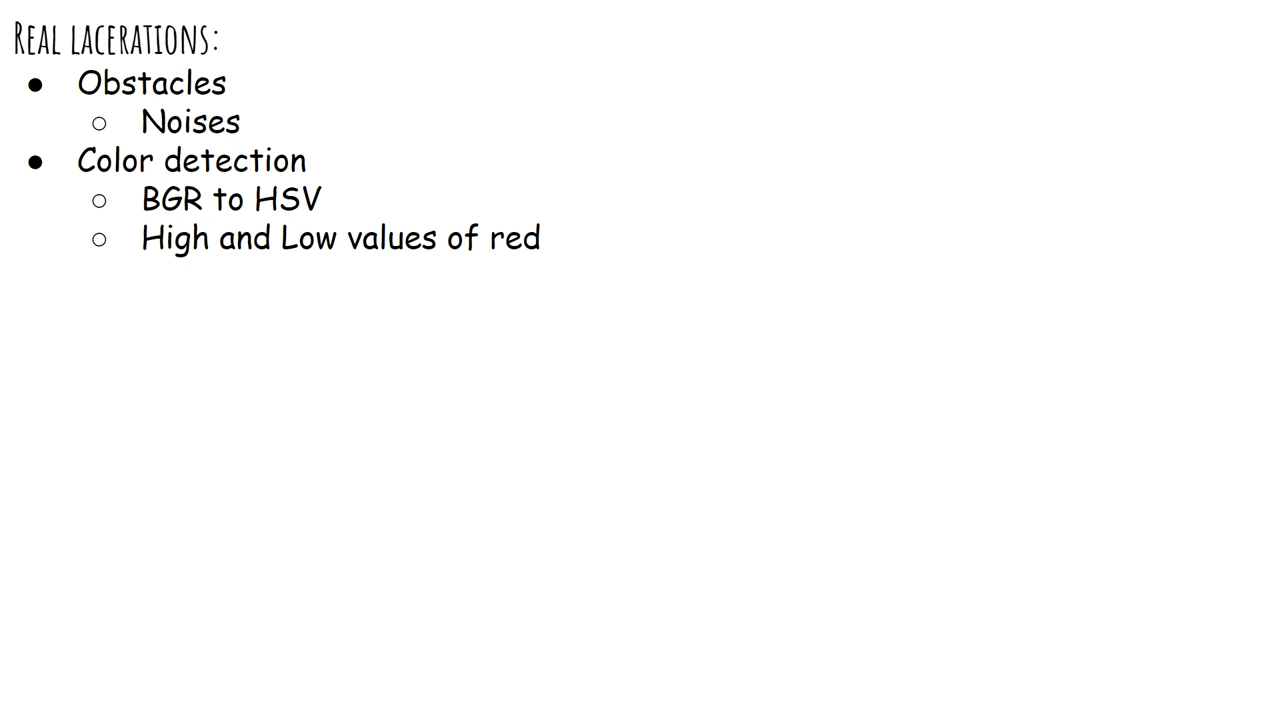 Real lacerations:
● Obstacles
○ Noises
● Color detection
○ BGR to HSV
○ High and Low values of red